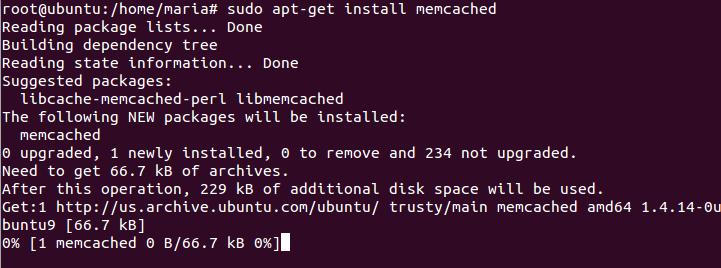 root@ubuntu:/home/maria# sudo apt-get install memcached
Reading package lists... Done
Building dependency tree
Reading state information... Done
Suggested packages:
  libcache-memcached-perl libmemcached
The following NEW packages will be installed:
  memcached
0 upgraded, 1 newly installed, 0 to remove and 234 not upgraded.
Need to get 66.7 kB of archives.
After this operation, 229 kB of additional disk space will be used.
Get:1 http://us.archive.ubuntu.com/ubuntu/ trusty/main memcached amd64 1.4.14-0u
buntu9 [66.7 kB]
0% [1 memcached 0 B/66.7 kB 0%]